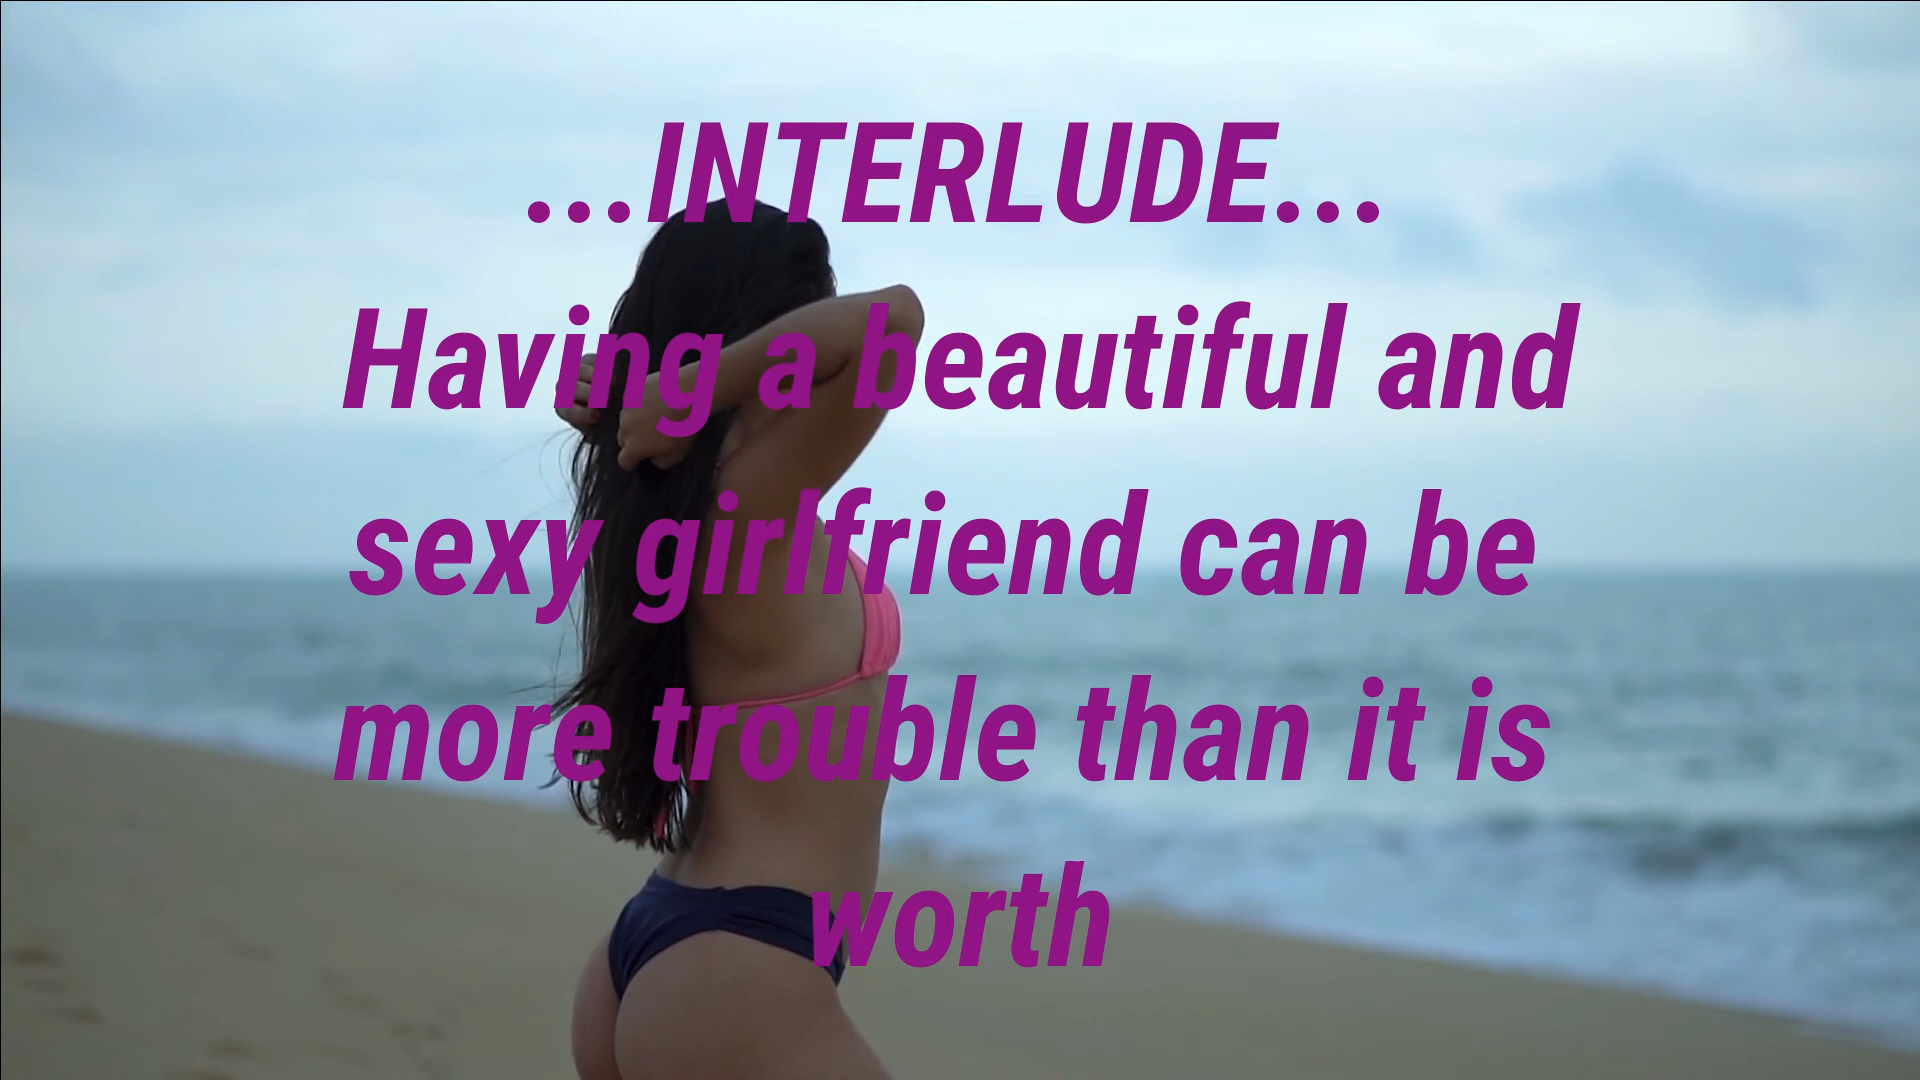 ...INTERLUDE...
Having a beautiful and
sexy girlfriend can be
more trouble than it is
worth